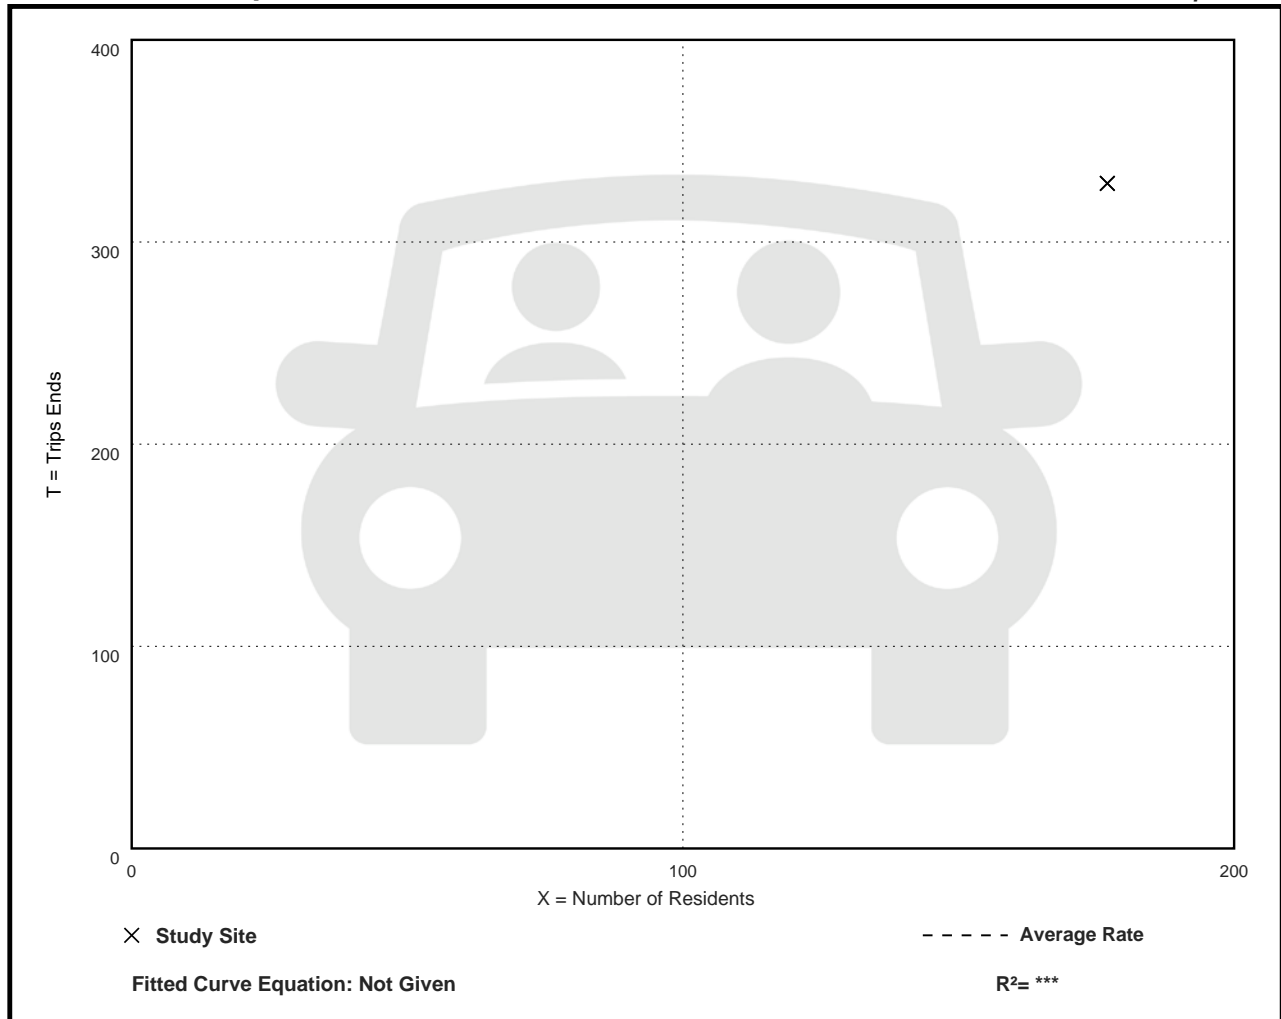 400
300
200
100
0
T = Trips Ends
0 100 200
X = Number of Residents
Study Site
Average Rate
Fitted Curve Equation: Not Given
R²= ***